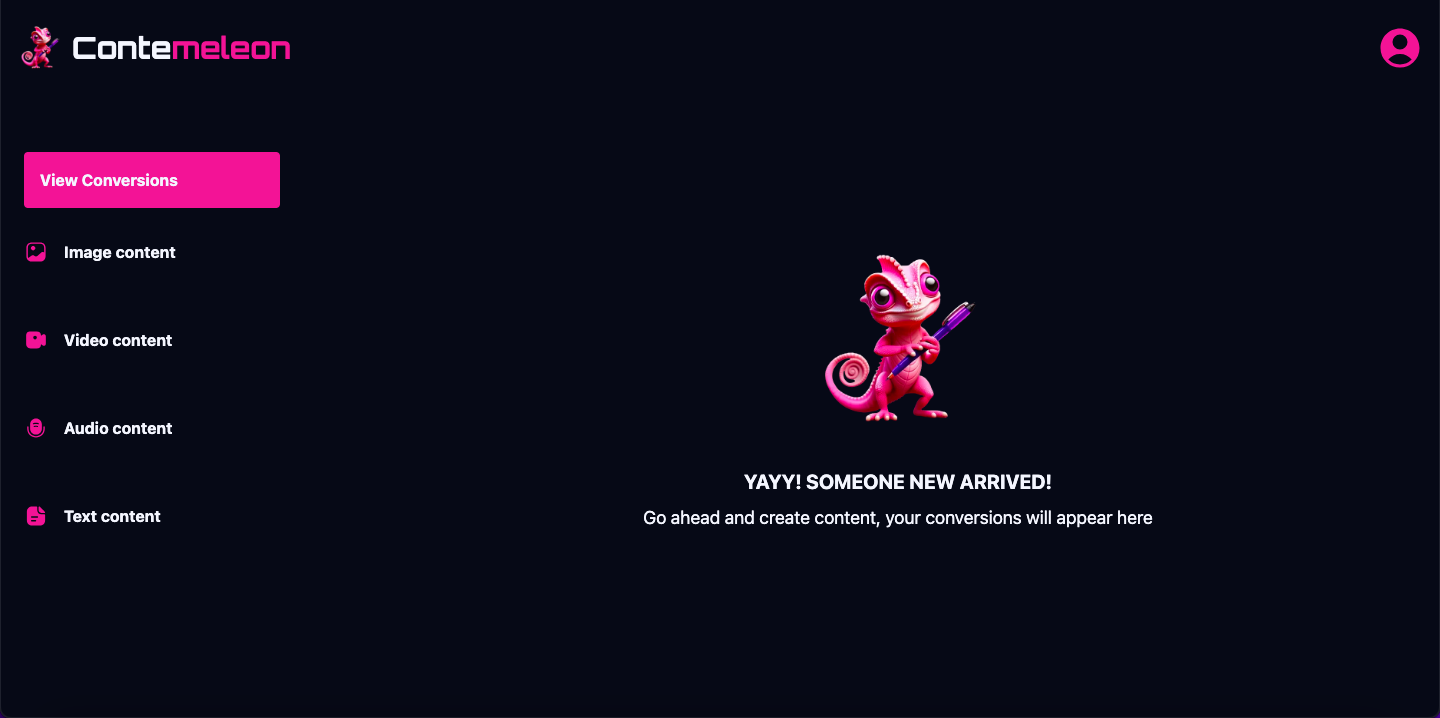 Contemeleon
View Conversions
Image content
Video content
Audio content
Text content
YAYY! SOMEONE NEW ARRIVED!
Go ahead and create content, your conversions will appear here